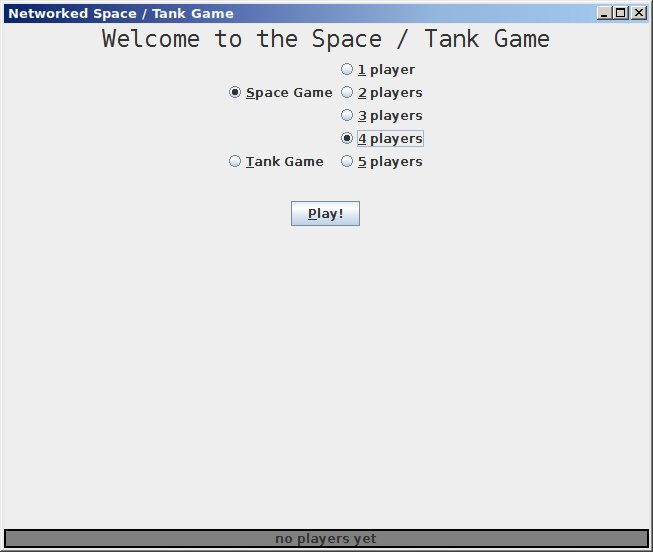 Networked Space / Tank Game
Welcome to the Space / Tank Game
1 player
Space Game
2 players
3 players
4 players
Tank Game
5 players
Play!
no players yet